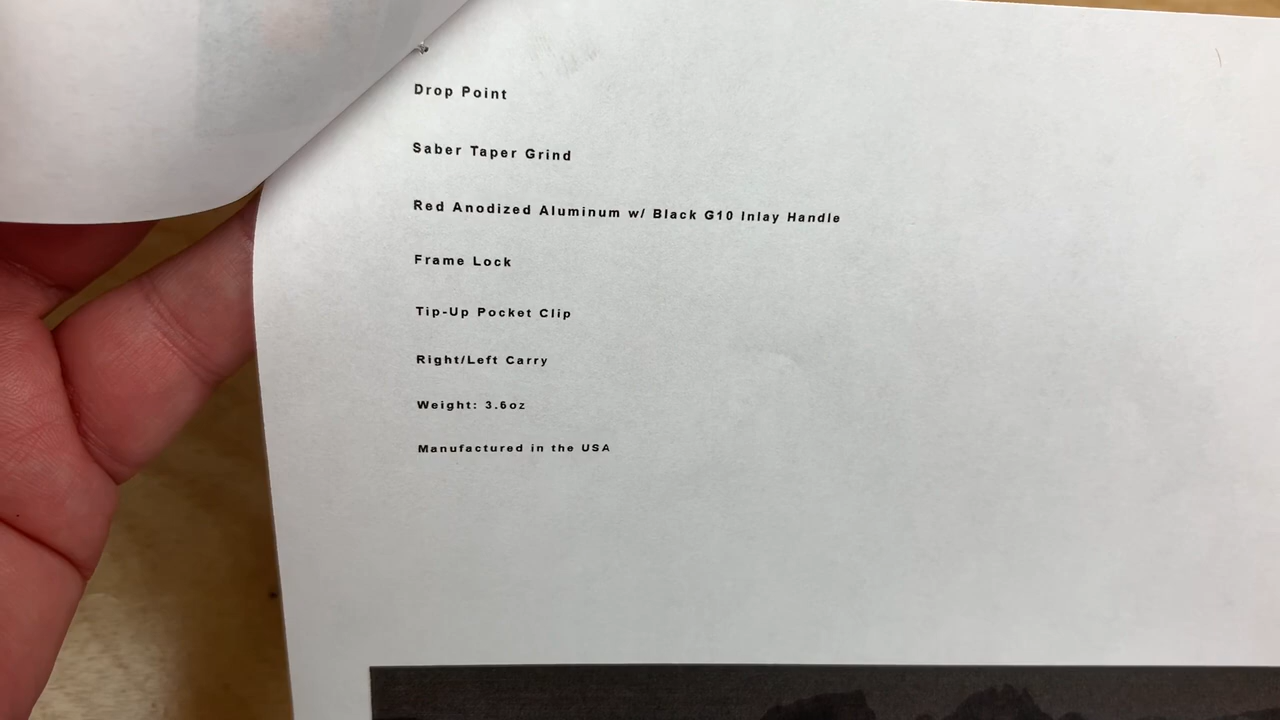 Drop Point
Saber Taper Grind
Red Anodized Aluminum w/ Black G10 Inlay Handle
Frame Lock
Tip-Up Pocket Clip
Right/Left Carry
Weight: 3.6oz
Manufactured in the USA